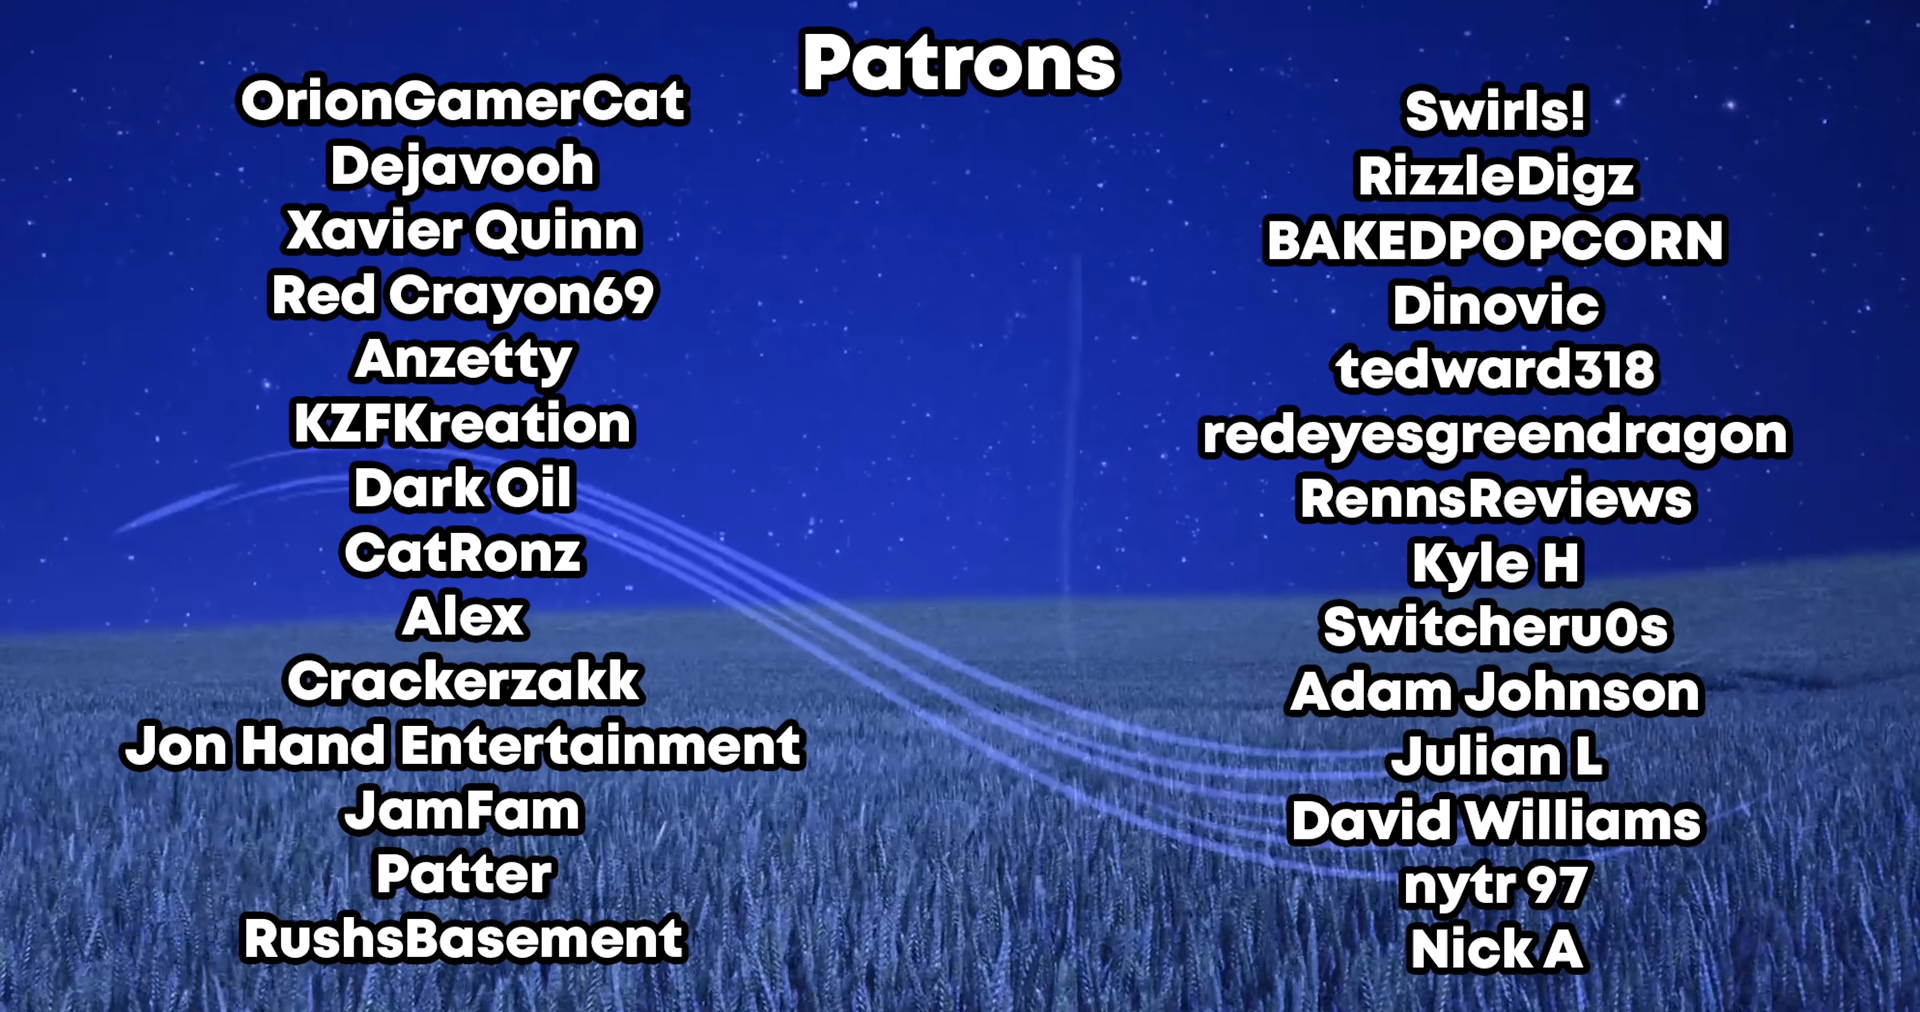 Patrons
OrionGamerCat
Dejavooh
Xavier Quinn
Red Crayon69
Anzetty
KZFKreation
Dark Oil
CatRonz
Alex
Crackerzakk
Jon Hand Entertainment
JamFam
Patter
RushsBasement
Swirls!
RizzleDigz
BAKEDPOPCORN
Dinovic
tedward318
redeyesgreendragon
RennsReviews
Kyle H
Switcheru0s
Adam Johnson
Julian L
David Williams
nytr 97
Nick A